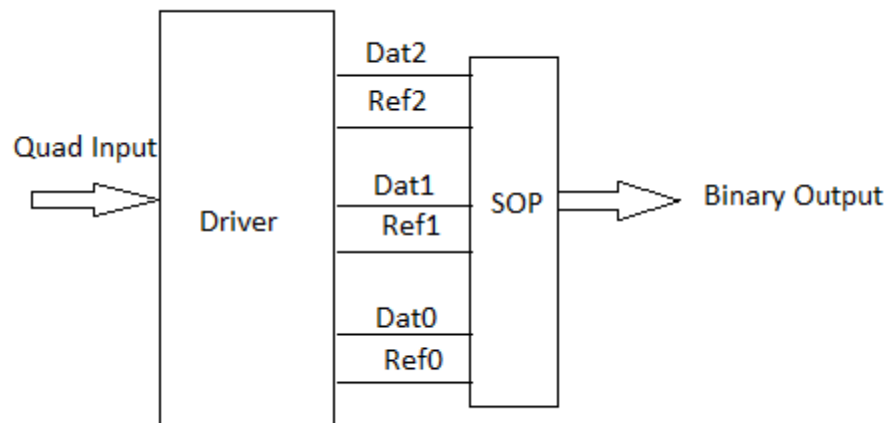 Quad Input
Driver
Dat2
Ref2
Dat1
Ref1
Dat0
Ref0
SOP
Binary Output